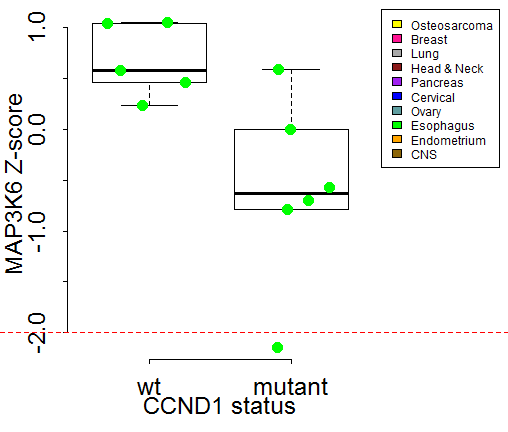 MAP3K6 Z-score
1.0
0.0
-1.0
-2.0
wt mutant
CCND1 status
Osteosarcoma
Breast
Lung
Head & Neck
Pancreas
Cervical
Ovary
Esophagus
Endometrium
CNS